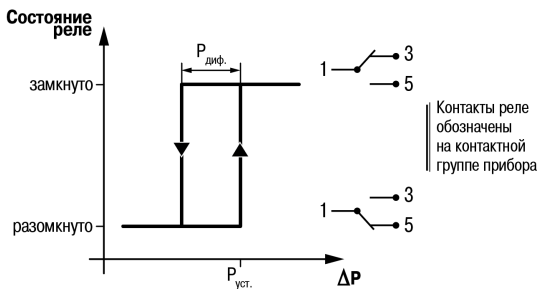 Состояние
реле
Pдиф.
замкнуто
1
3
5
Контакты реле
обозначены
на контактной
группе прибора
разомкнуто
1
3
5
Pуст.
ΔP